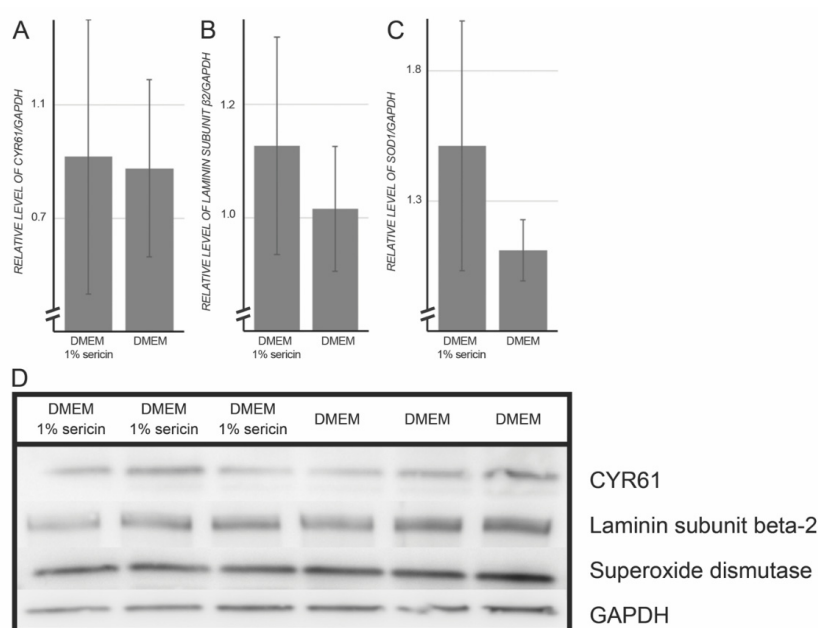 A
RELATIVE LEVEL OF CYR61/GAPDH
1.1
0.7
DMEM
1% sericin
DMEM
B
RELATIVE LEVEL OF LAMININ SUBUNIT β2/GAPDH
1.2
1.0
DMEM
1% sericin
DMEM
C
RELATIVE LEVEL OF SOD1/GAPDH
1.8
1.3
DMEM
1% sericin
DMEM
D
DMEM
1% sericin
DMEM
1% sericin
DMEM
1% sericin
DMEM
DMEM
DMEM
CYR61
Laminin subunit beta-2
Superoxide dismutase
GAPDH